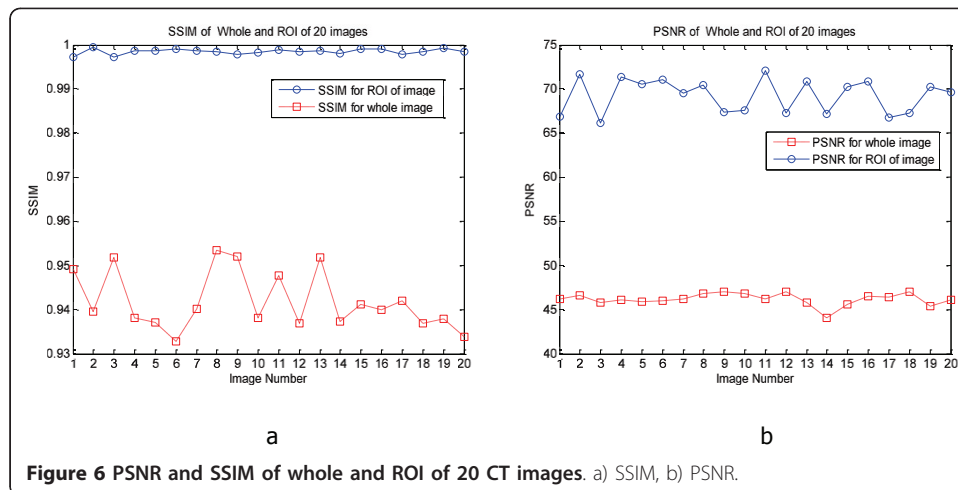 SSIM of Whole and ROI of 20 images
1
0.99
0.98
0.97
0.96
0.95
0.94
0.93
SSIM
SSIM for ROI of image
SSIM for whole image
1 2 3 4 5 6 7 8 9 10 11 12 13 14 15 16 17 18 19 20
Image Number
a
PSNR of Whole and ROI of 20 images
75
70
65
60
55
50
45
40
PSNR
PSNR for whole image
PSNR for ROI of image
1 2 3 4 5 6 7 8 9 10 11 12 13 14 15 16 17 18 19 20
Image Number
b
Figure 6 PSNR and SSIM of whole and ROI of 20 CT images. a) SSIM, b) PSNR.